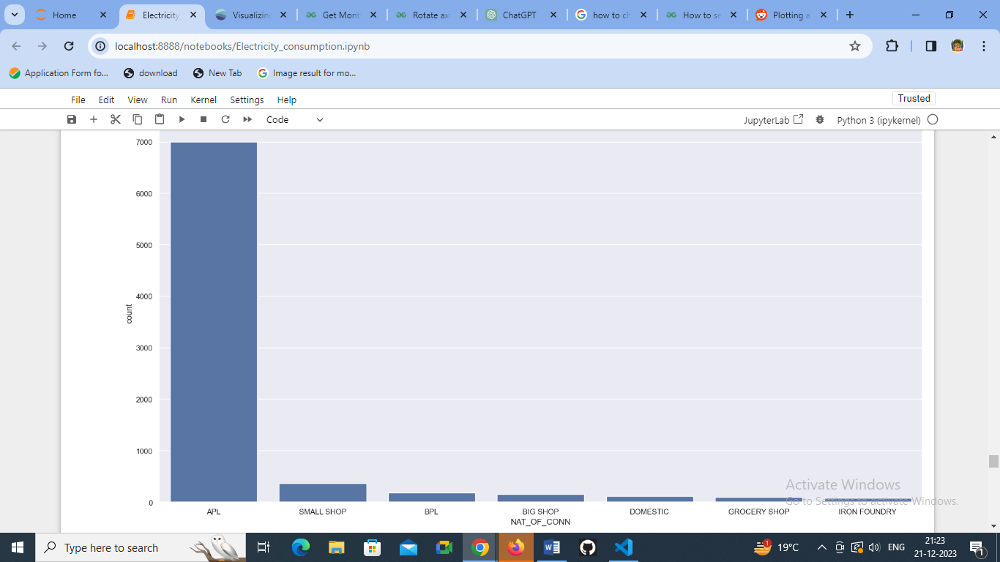 Home
Electricity
Visualizin
Get Mont
Rotate ax
ChatGPT
how to ch
How to se
Plotting a
localhost:8888/notebooks/Electricity_consumption.ipynb
Application Form fo...
download
New Tab
Image result for mo...
File Edit View Run Kernel Settings Help
Trusted
Code
JupyterLab
Python 3 (ipykernel)
7000
6000
5000
4000
3000
2000
1000
0
count
APL SMALL SHOP BPL BIG SHOP DOMESTIC GROCERY SHOP IRON FOUNDRY
NAT_OF_CONN
Activate Windows
Go to Settings to activate Windows.
Type here to search
1
19°C
ENG
21:23
21-12-2023
1